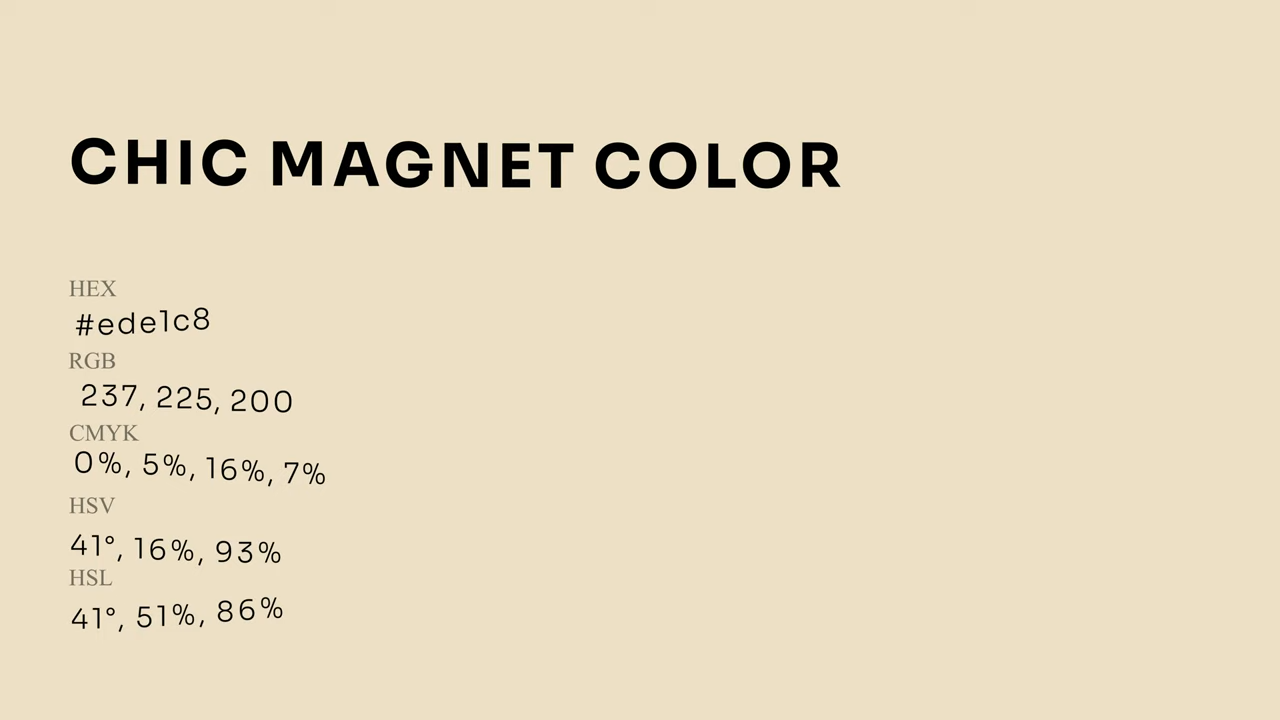 CHIC MAGNET COLOR
HEX
#ede1c8
RGB
237, 225, 200
CMYK
0%, 5%, 16%, 7%
HSV
41°, 16%, 93%
HSL
41°, 51%, 86%